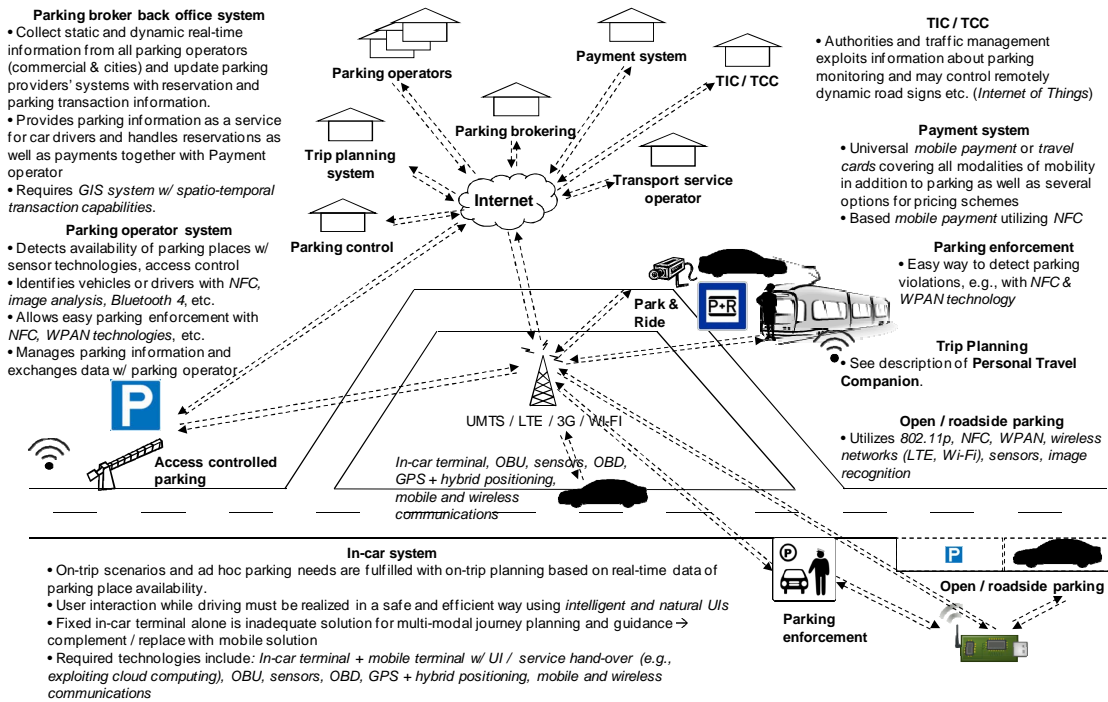 Parking broker back office system
• Collect static and dynamic real-time
information from all parking operators
(commercial & cities) and update parking
providers' systems with reservation and
parking transaction information.
• Provides parking information as a service
for car drivers and handles reservations as
well as payments together with Payment
operator
• Requires GIS system w/ spatio-temporal
transaction capabilities.
Parking operator system
• Detects availability of parking places w/
sensor technologies, access control
• Identifies vehicles or drivers with NFC,
image analysis, Bluetooth 4, etc.
• Allows easy parking enforcement with
NFC, WPAN technologies, etc.
• Manages parking information and
exchanges data w/ parking operator
Parking operators
Payment system
TIC / TCC
Parking brokering
Trip planning
system
Internet
Transport service
operator
Parking control
TIC / TCC
• Authorities and traffic management
exploits information about parking
monitoring and may control remotely
dynamic road signs etc. (Internet of Things)
Payment system
• Universal mobile payment or travel
cards covering all modalities of mobility
in addition to parking as well as several
options for pricing schemes
• Based mobile payment utilizing NFC
Parking enforcement
• Easy way to detect parking
violations, e.g., with NFC &
WPAN technology
Trip Planning
• See description of Personal Travel
Companion.
Open / roadside parking
• Utilizes 802.11p, NFC, WPAN, wireless
networks (LTE, Wi-Fi), sensors, image
recognition
Park &
Ride
P+R
P
UMTS / LTE / 3G / WI-FI
Access controlled
parking
In-car terminal, OBU, sensors, OBD,
GPS + hybrid positioning,
mobile and wireless
communications
In-car system
• On-trip scenarios and ad hoc parking needs are fulfilled with on-trip planning based on real-time data of
parking place availability.
• User interaction while driving must be realized in a safe and efficient way using intelligent and natural UIs
• Fixed in-car terminal alone is inadequate solution for multi-modal journey planning and guidance →
complement / replace with mobile solution
• Required technologies include: In-car terminal + mobile terminal w/ UI / service hand-over (e.g.,
exploiting cloud computing), OBU, sensors, OBD, GPS + hybrid positioning, mobile and wireless
communications
P
Parking
enforcement
P
Open / roadside parking